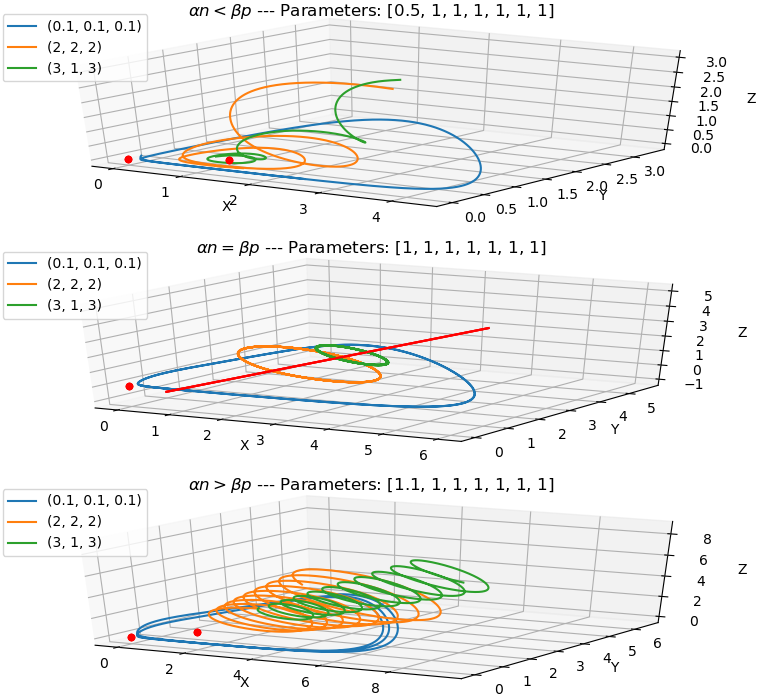 αn < βp --- Parameters: [0.5, 1, 1, 1, 1, 1, 1]
(0.1, 0.1, 0.1)
(2, 2, 2)
(3, 1, 3)
3.0
2.5
2.0
1.5
1.0
0.5
0.0
Z
0
1
2
3
4
X
0.0
0.5
1.0
1.5
2.0
2.5
3.0
Y
αn = βp --- Parameters: [1, 1, 1, 1, 1, 1, 1]
(0.1, 0.1, 0.1)
(2, 2, 2)
(3, 1, 3)
5
4
3
2
1
0
−1
Z
0
1
2
3
4
5
6
X
0
1
2
3
4
5
Y
αn > βp --- Parameters: [1.1, 1, 1, 1, 1, 1, 1]
(0.1, 0.1, 0.1)
(2, 2, 2)
(3, 1, 3)
8
6
4
2
0
Z
0
2
4
6
8
X
0
1
2
3
4
5
6
Y